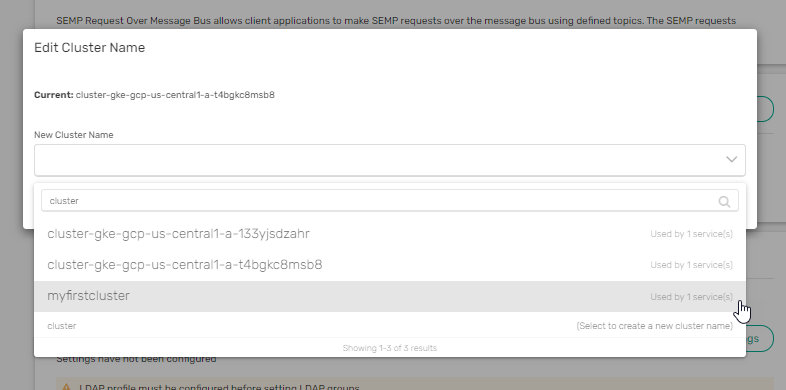 SEMP Request Over Message Bus allows client applications to make SEMP requests over the message bus using defined topics. The SEMP requests
Edit Cluster Name
Current: cluster-gke-gcp-us-central1-a-t4bgkc8msb8
New Cluster Name
cluster
cluster-gke-gcp-us-central1-a-133yjsdzahr Used by 1 service(s)
cluster-gke-gcp-us-central1-a-t4bgkc8msb8 Used by 1 service(s)
myfirstcluster Used by 1 service(s)
cluster (Select to create a new cluster name)
Showing 1-3 of 3 results
Settings have not been configured
LDAP profile must be configured before setting LDAP groups